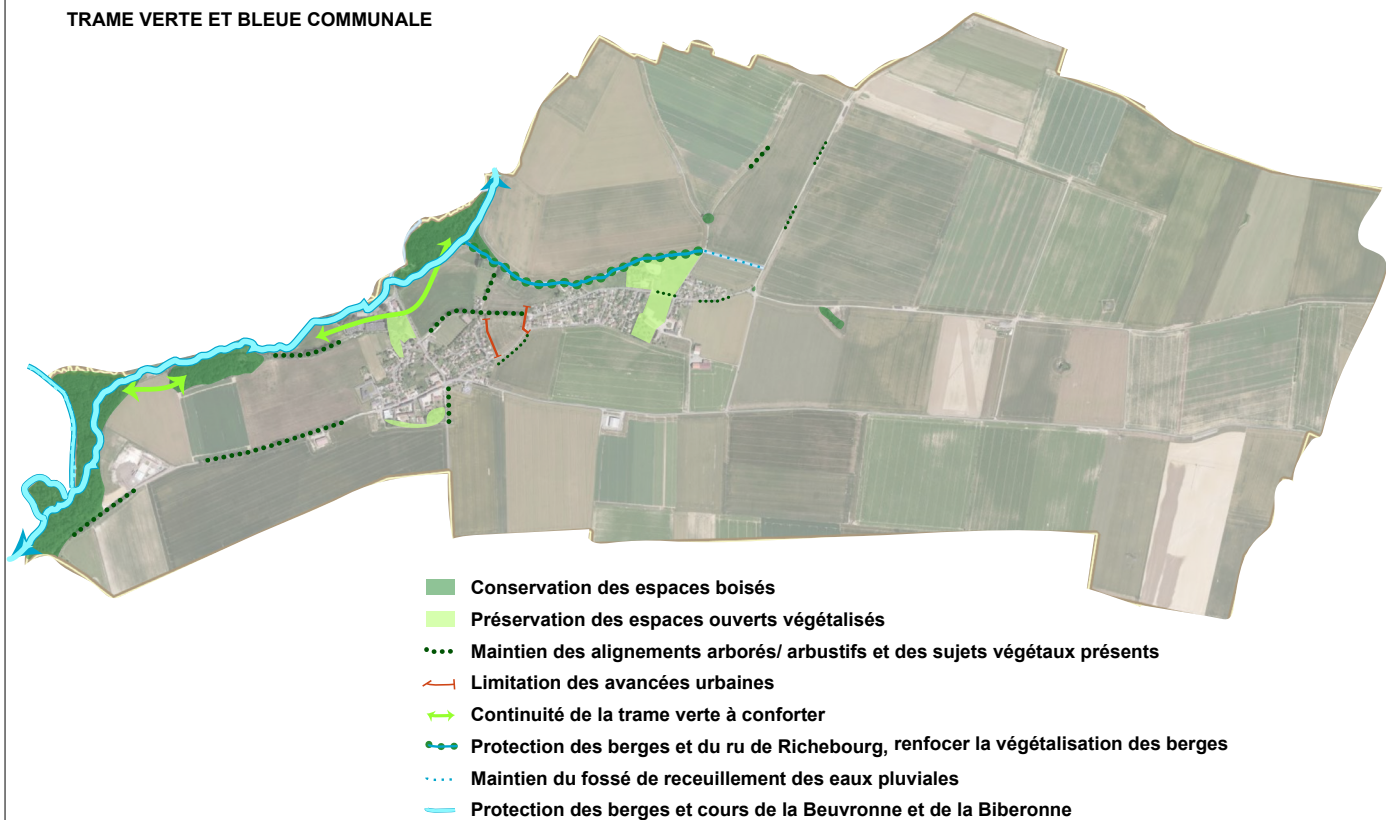 TRAME VERTE ET BLEUE COMMUNALE
Conservation des espaces boisés
Préservation des espaces ouverts végétalisés
Maintien des alignements arborés/ arbustifs et des sujets végétaux présents
Limitation des avancées urbaines
Continuité de la trame verte à conforter
Protection des berges et du ru de Richebourg, renfocer la végétalisation des berges
Maintien du fossé de receuillement des eaux pluviales
Protection des berges et cours de la Beuvronne et de la Biberonne